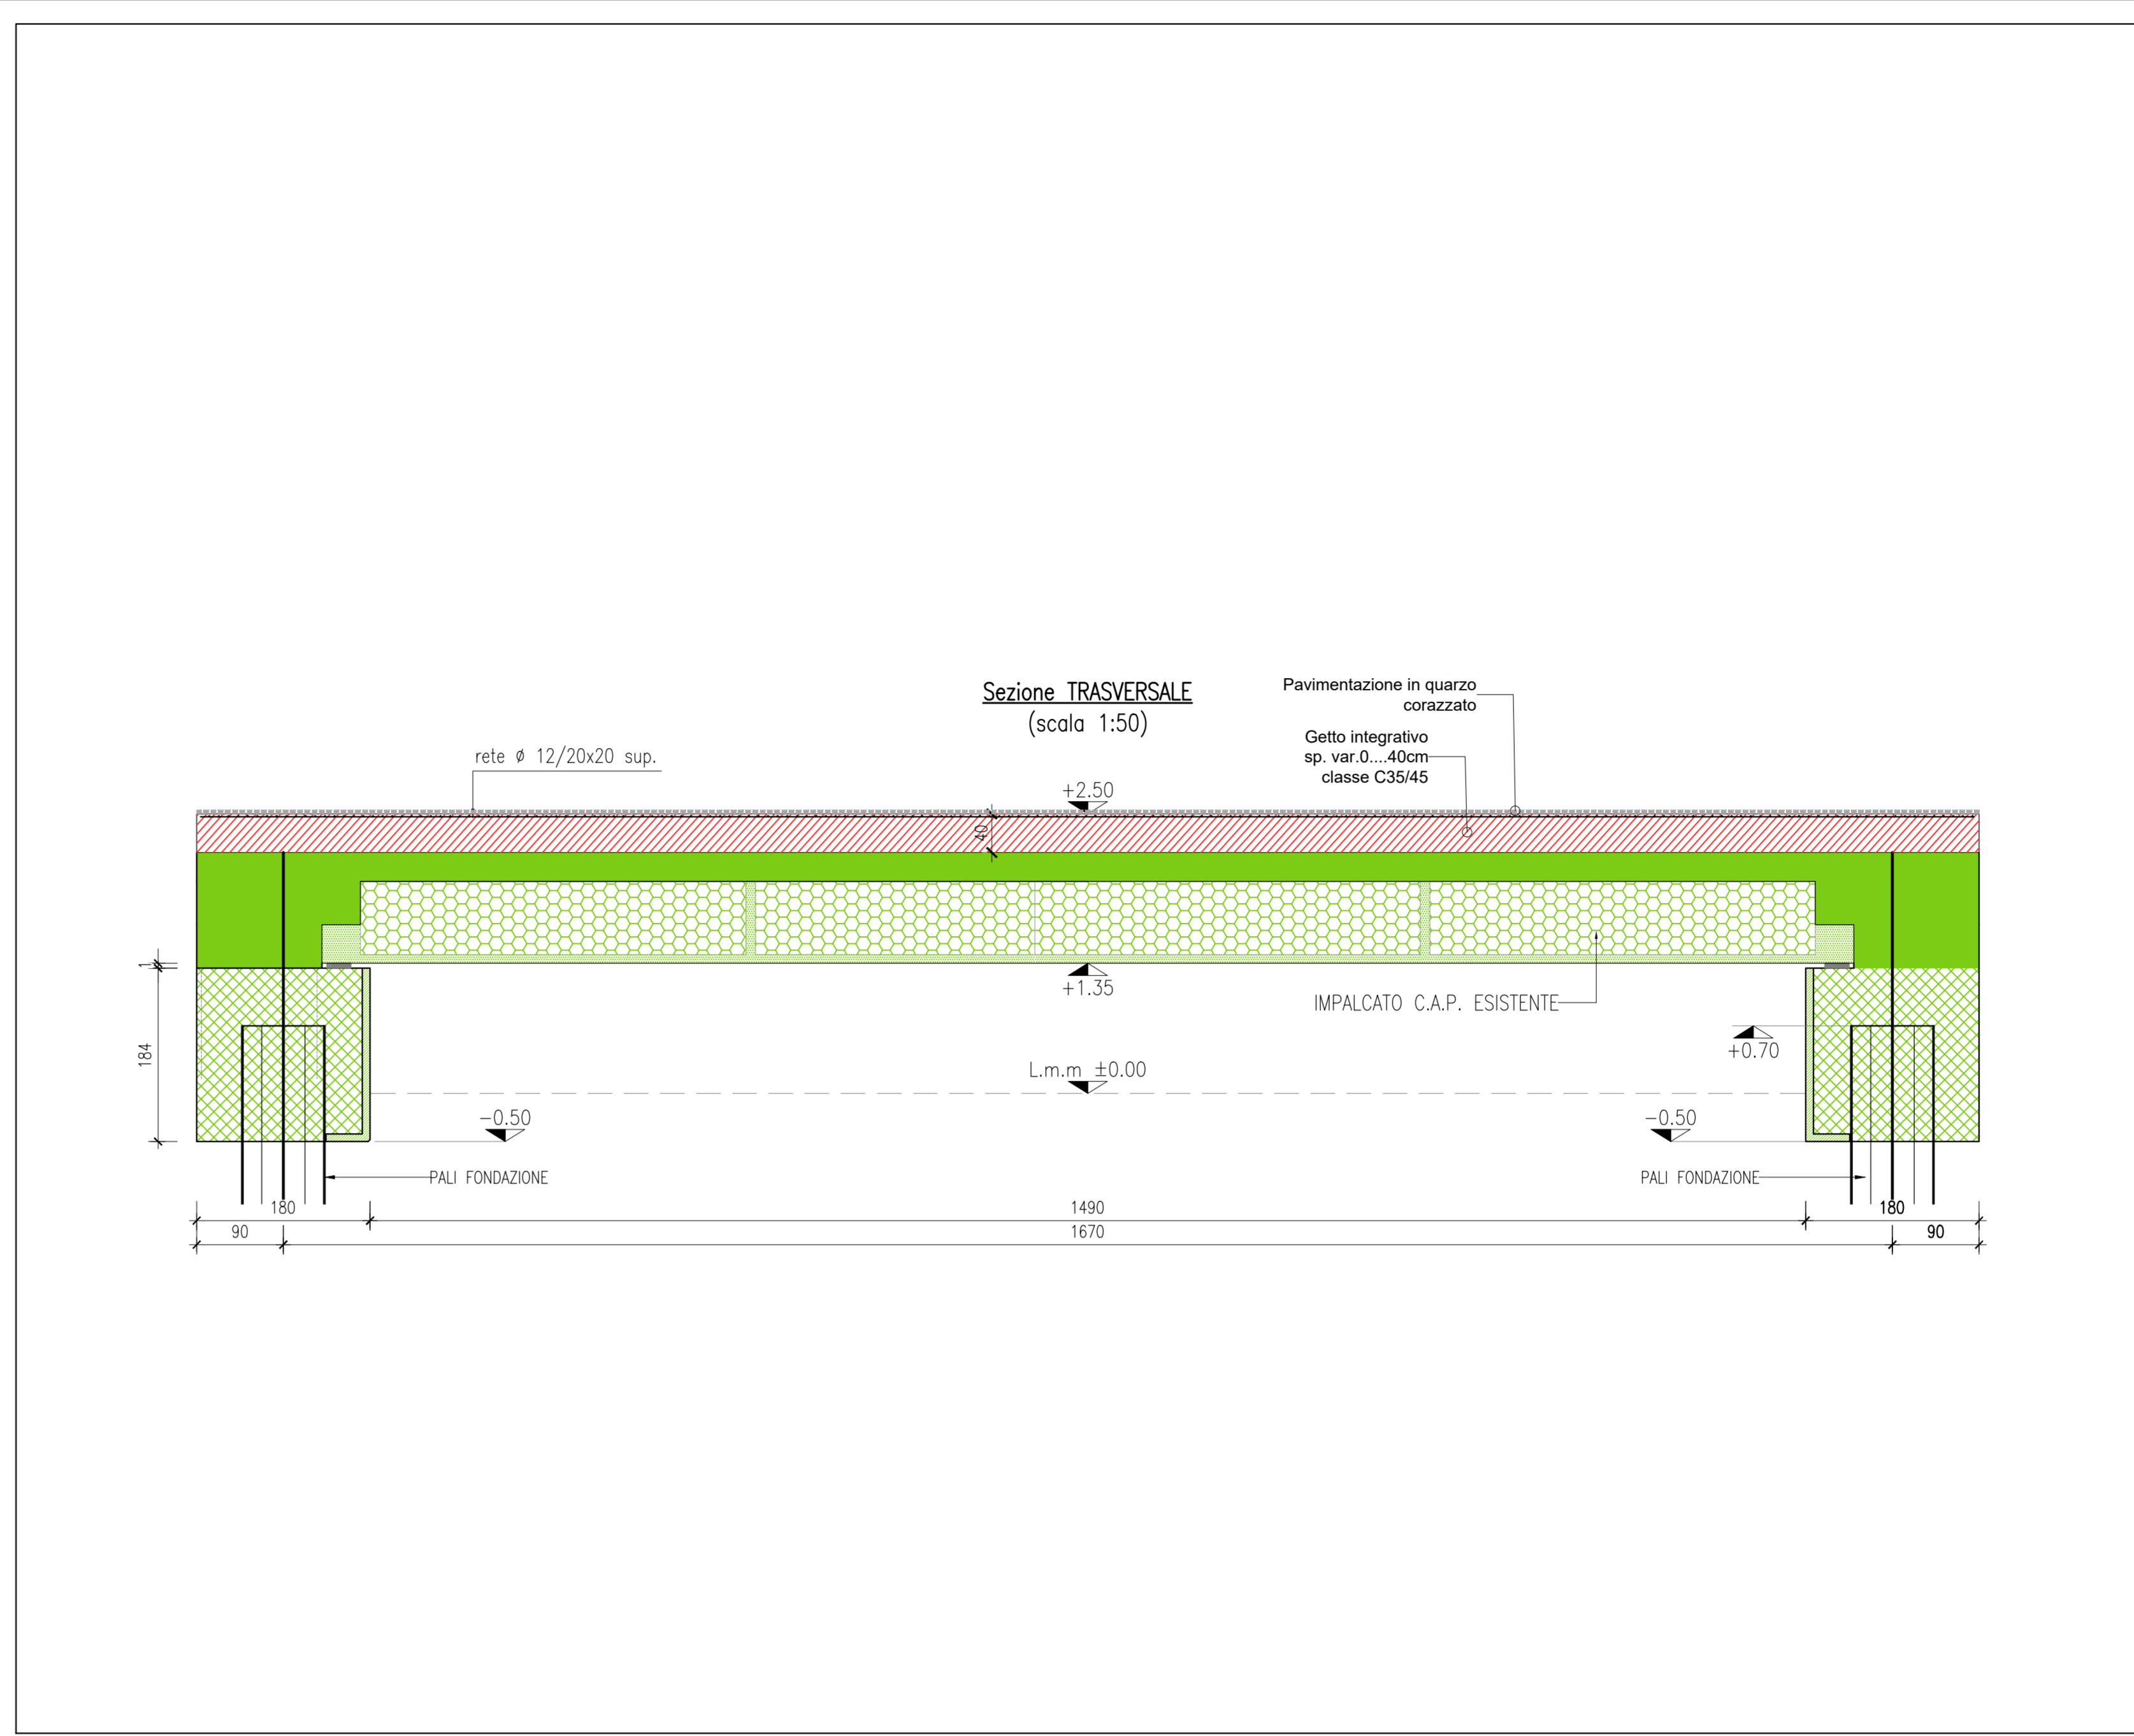 Sezione TRASVERSALE
(scala 1:50)
Pavimentazione in quarzo
corazzato
Getto integrativo
sp. var.0....40cm
classe C35/45
rete ø 12/20x20 sup.
+2.50
40
1
+1.35
IMPALCATO C.A.P. ESISTENTE
184
+0.70
L.m.m ±0.00
-0.50
-0.50
PALI FONDAZIONE
PALI FONDAZIONE
180
1490
180
90
1670
90